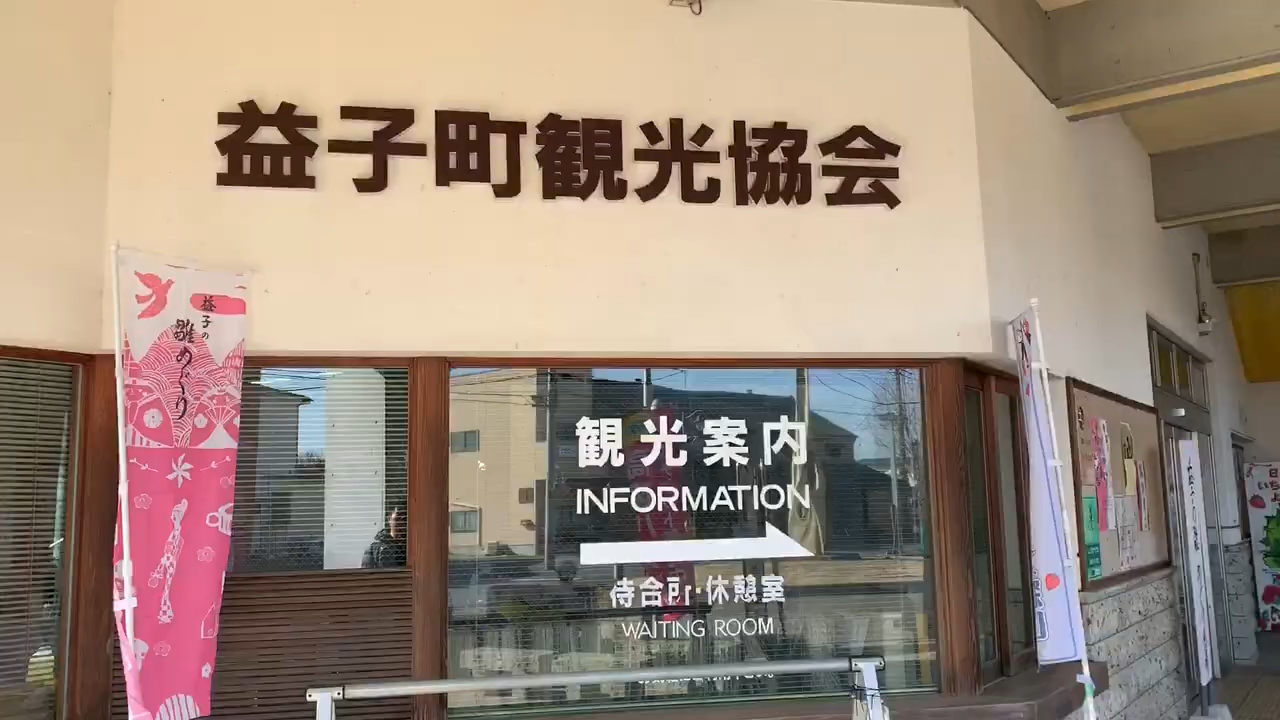 益子町観光協会
益子の
雛めぐり
観光案内
INFORMATION
待合所・休憩室
WAITING ROOM